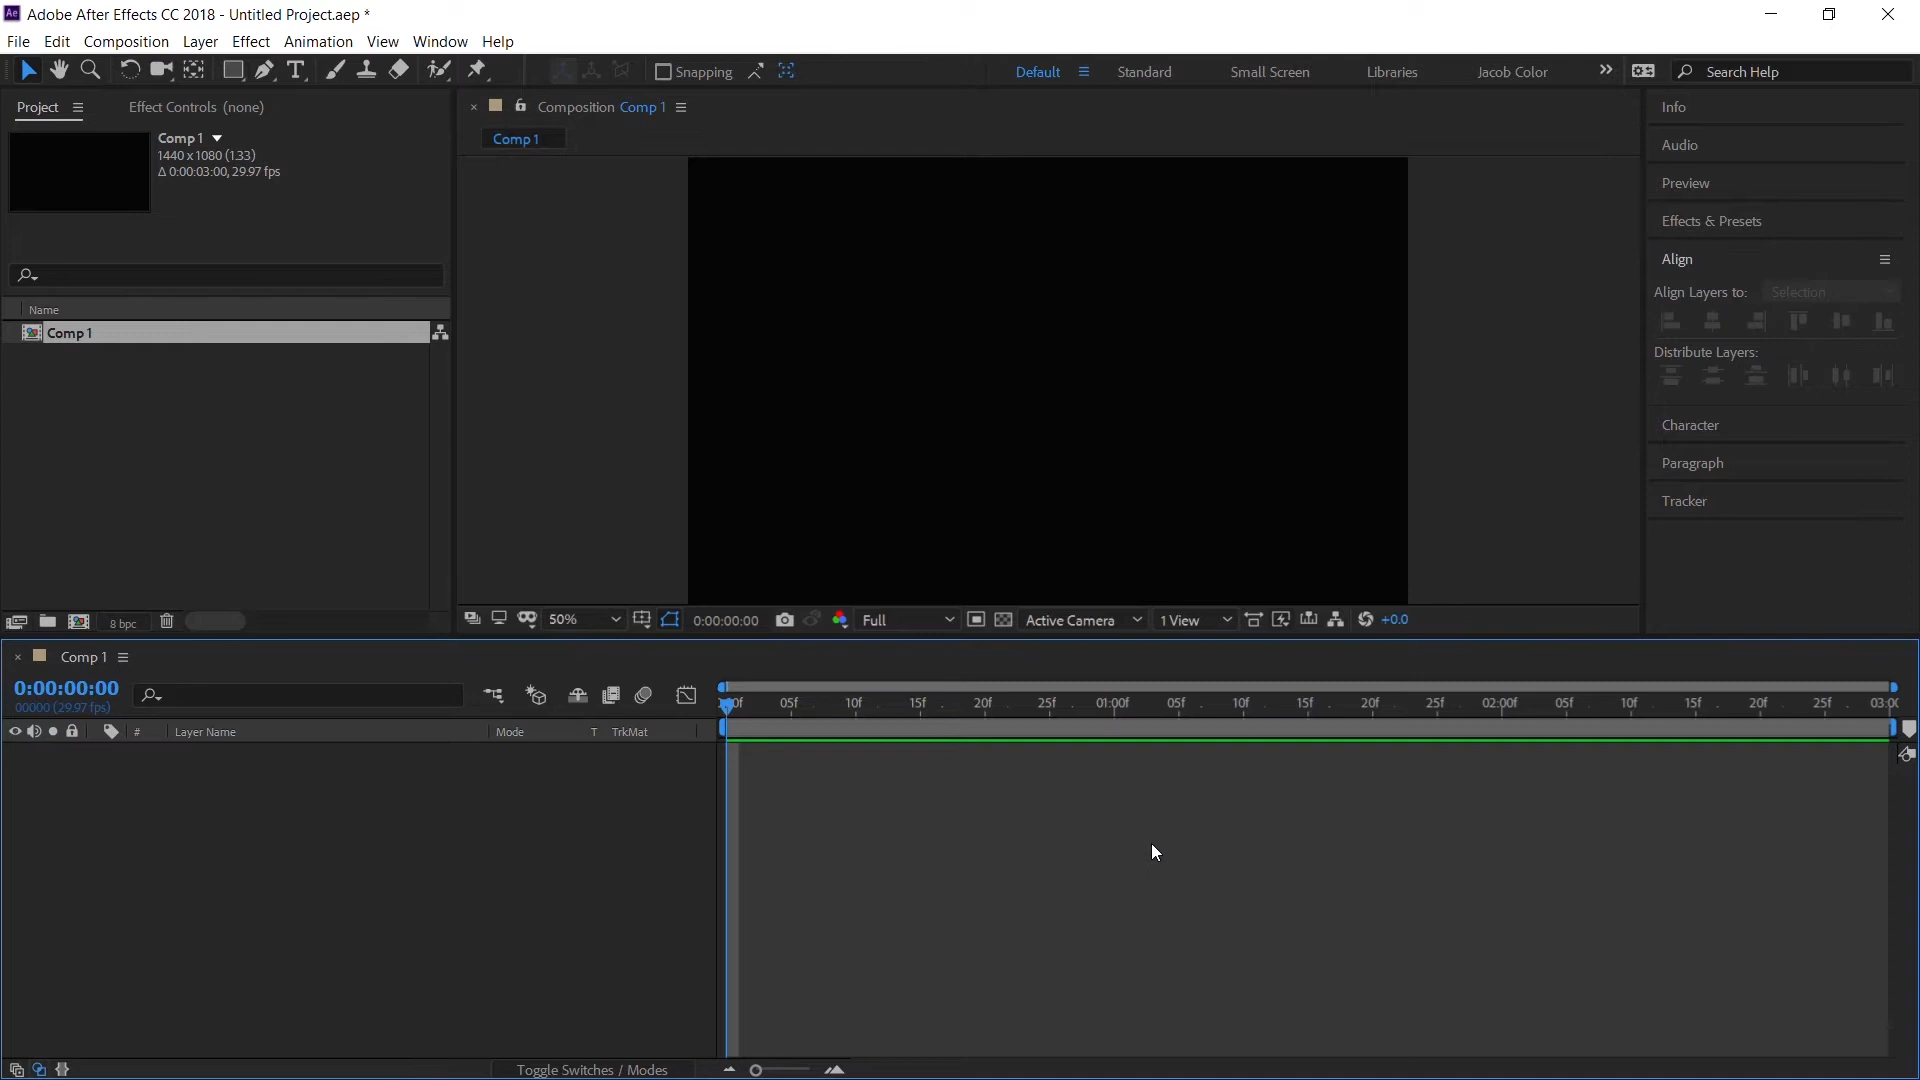 Adobe After Effects CC 2018 - Untitled Project.aep *
File Edit Composition Layer Effect Animation View Window Help
Snapping
Default Standard Small Screen Libraries Jacob Color Search Help
Project Effect Controls (none)
Comp 1
1440 x 1080 (1.33)
Δ 0:00:03:00, 29.97 fps
Name
Comp 1
8 bpc
Composition Comp 1
Comp 1
50% 0:00:00:00 Full Active Camera 1 View +0.0
Info
Audio
Preview
Effects & Presets
Align
Align Layers to: Selection
Distribute Layers:
Character
Paragraph
Tracker
Comp 1
0:00:00:00
00000 (29.97 fps)
# Layer Name Mode T TrkMat
05f 10f 15f 20f 25f 01:00f 05f 10f 15f 20f 25f 02:00f 05f 10f 15f 20f 25f 03:00
Toggle Switches / Modes